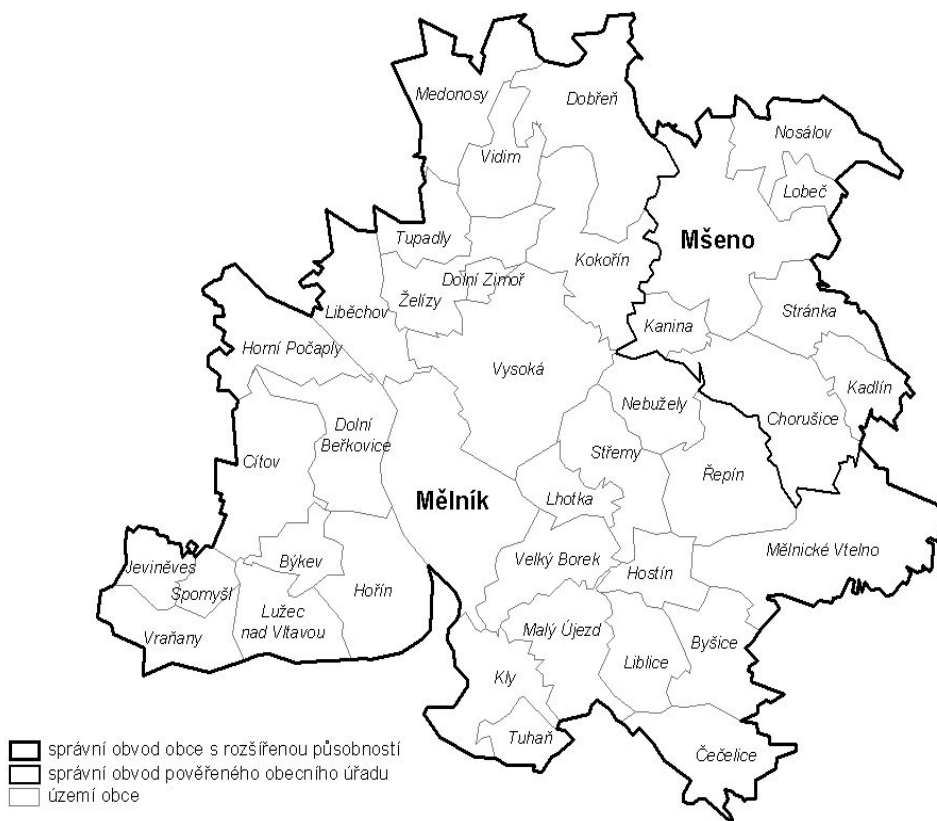 Medonosy
Dobřeň
Nosálov
Vidim
Lobeč
Tupadly
Mšeno
Kokořín
Dolní Zimoř
Želízy
Liběchov
Stránka
Kanina
Horní Počaply
Vysoká
Kadlín
Nebužely
Chorušice
Dolní
Beřkovice
Střemy
Cítov
Řepín
Lhotka
Mělník
Mělnické Vtelno
Velký Borek
Býkev
Jeviněves
Hostín
Spomyšl
Hořín
Lužec
nad Vltavou
Malý Újezd
Vraňany
Byšice
Liblice
Kly
Tuhaň
Čečelice
správní obvod obce s rozšířenou působností
správní obvod pověřeného obecního úřadu
území obce